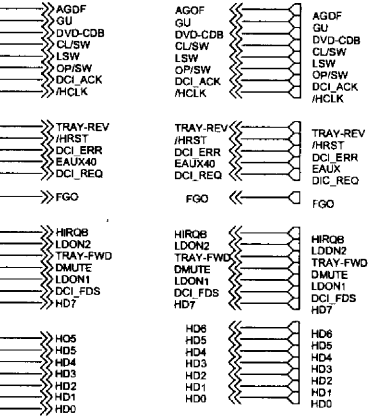 AGOF
GU
DVD-CDB
CL/SW
LSW
OP/SW
DCI_ACK
/HCLK
TRAY-REV
/HRST
DCI_ERR
EAUX40
DCI_REQ
FGO
HIRQB
LDON2
TRAY-FWD
DMUTE
LDON1
DCI_FDS
HD7
HD5
HD5
HD4
HD3
HD2
HD1
HD0
AGOF
GU
DVD-CDB
CL/SW
LSW
OP/SW
DCI_ACK
/HCLK
TRAY-REV
/HRST
DCI_ERR
EAUX40
DCI_REQ
FGO
HIRQB
LDON2
TRAY-FWD
DMUTE
LDON1
DCI_FDS
HD7
HD6
HD5
HD4
HD3
HD2
HD1
HD0
AGOF
GU
DVD-CDB
CL/SW
LSW
OP/SW
DCI_ACK
/HCLK
TRAY-REV
/HRST
DCI_ERR
EAUX
DIC_REQ
FGO
HIRQB
LDON2
TRAY-FWD
DMUTE
LDON1
DCI_FDS
HD7
HD6
HD5
HD4
HD3
HD2
HD1
HD0